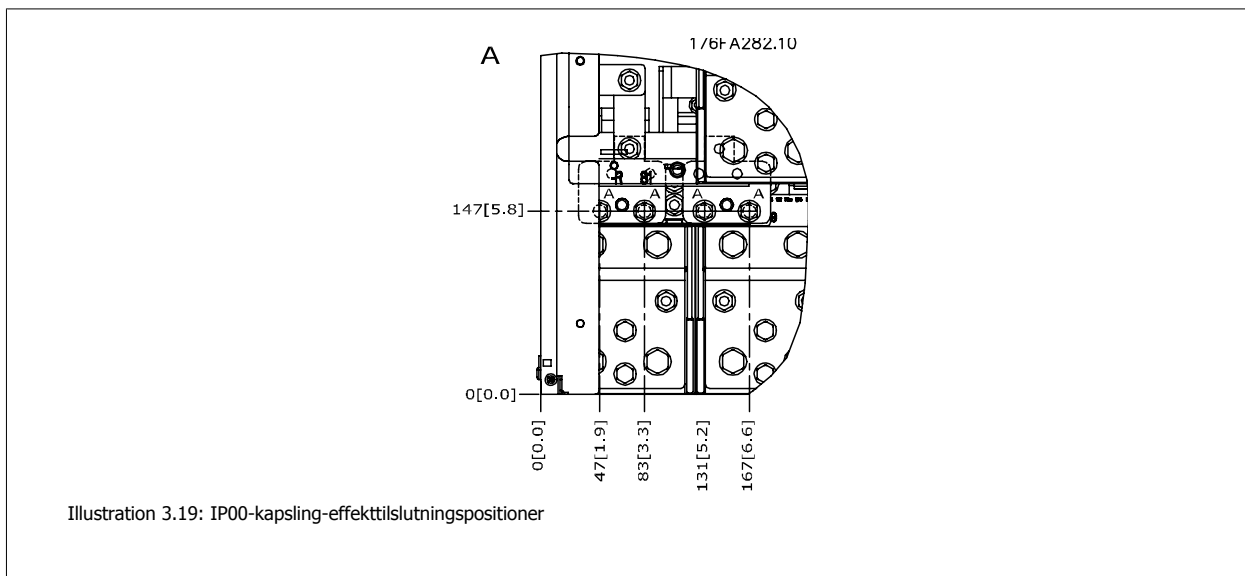 A
176FA282.10
R 81
A A A A
147[5.8]
0[0.0]
0[0.0]
47[1.9]
83[3.3]
131[5.2]
167[6.6]
Illustration 3.19: IP00-kapsling-effekttilslutningspositioner